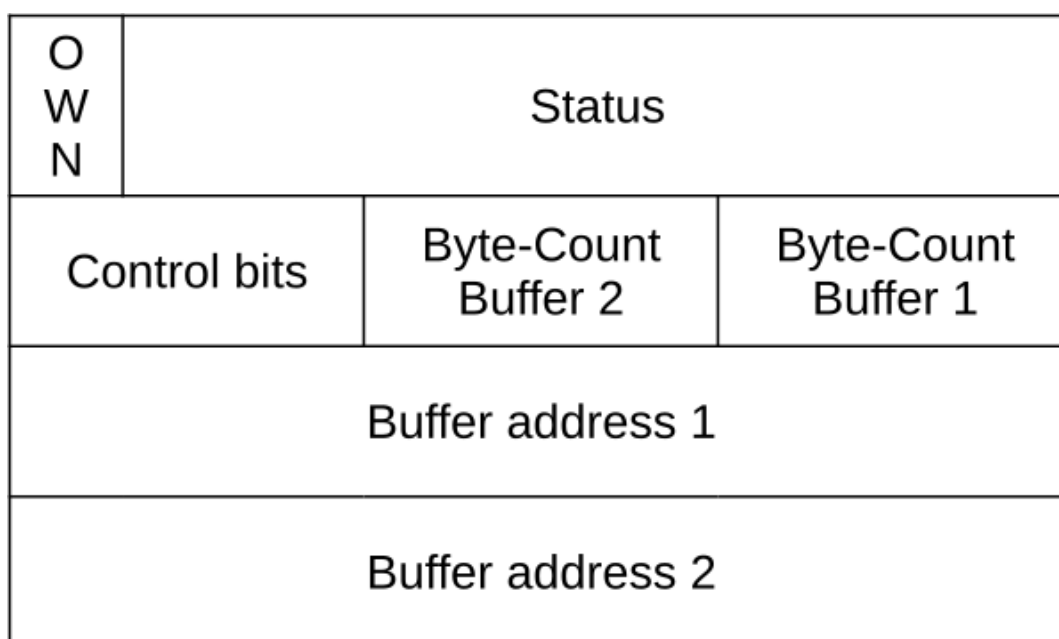 O
W
N
Status
Control bits
Byte-Count
Buffer 2
Byte-Count
Buffer 1
Buffer address 1
Buffer address 2